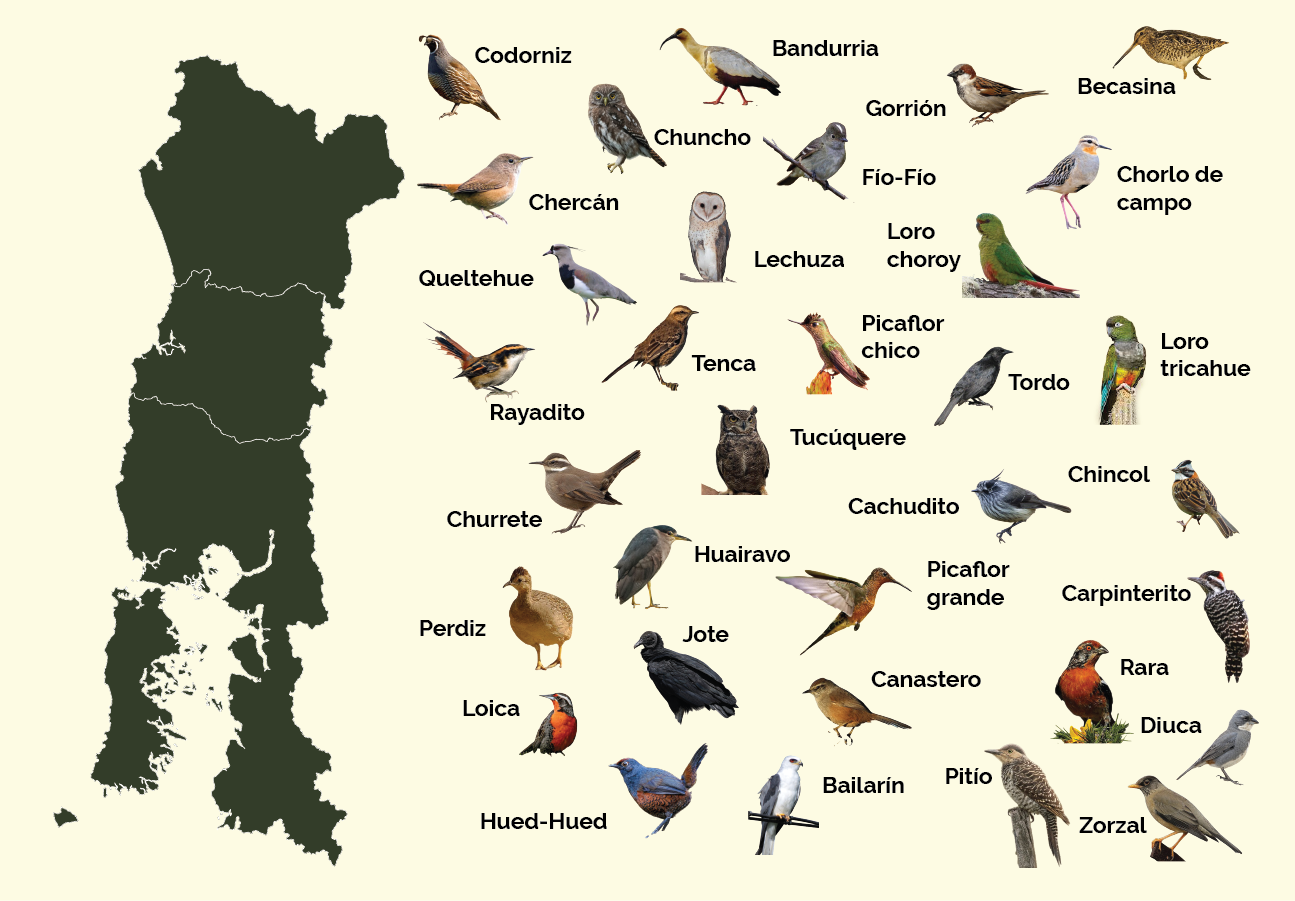 Codorniz
Bandurria
Becasina
Gorrión
Chuncho
Fío-Fío
Chorlo de
campo
Chercán
Loro
choroy
Lechuza
Queltehue
Picaflor
chico
Loro
tricahue
Tenca
Tordo
Rayadito
Tucúquere
Chincol
Cachudito
Churrete
Huairavo
Picaflor
grande
Carpinterito
Perdiz
Jote
Rara
Canastero
Loica
Diuca
Pitío
Bailarín
Hued-Hued
Zorzal